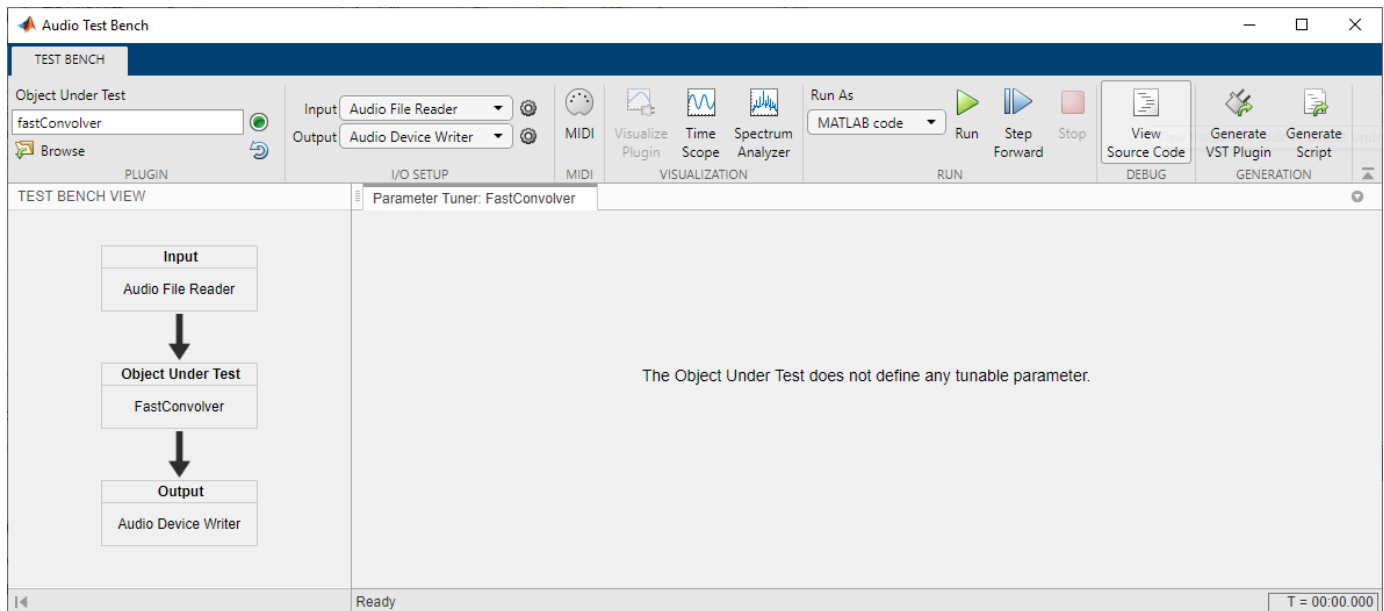 Audio Test Bench
TEST BENCH
Object Under Test
fastConvolver
Browse
PLUGIN
Input Audio File Reader
Output Audio Device Writer
I/O SETUP
MIDI
MIDI
Visualize
Plugin
Time
Scope
Spectrum
Analyzer
VISUALIZATION
Run As
MATLAB code
Run
Step
Forward
Stop
RUN
View
Source Code
DEBUG
Generate
VST Plugin
Generate
Script
GENERATION
TEST BENCH VIEW
Parameter Tuner: FastConvolver
Input
Audio File Reader
Object Under Test
FastConvolver
Output
Audio Device Writer
The Object Under Test does not define any tunable parameter.
Ready
T = 00:00.000